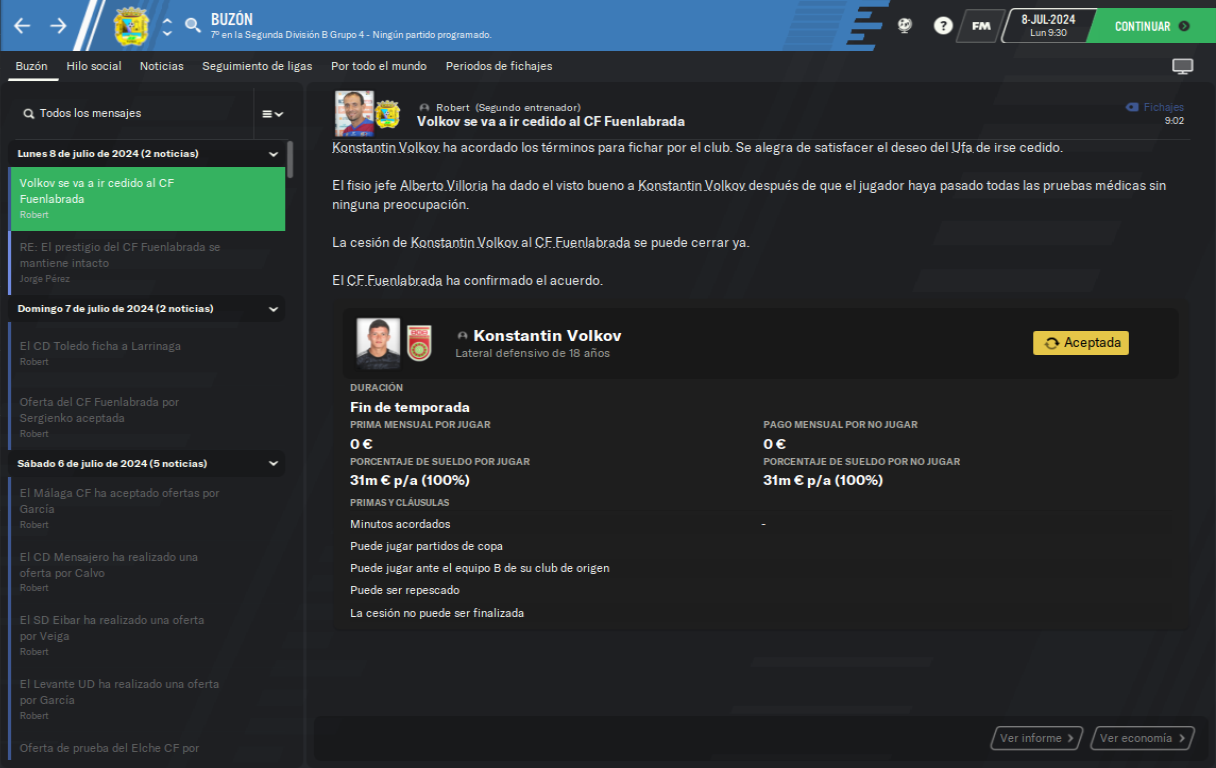 BUZÓN
7º en la Segunda División B Grupo 4 - Ningún partido programado.
?
FM
8-JUL-2024
Lun 9:30
CONTINUAR
Buzón
Hilo social
Noticias
Seguimiento de ligas
Por todo el mundo
Periodos de fichajes
Todos los mensajes
Lunes 8 de julio de 2024 (2 noticias)
Volkov se va a ir cedido al CF
Fuenlabrada
Robert
RE: El prestigio del CF Fuenlabrada se
mantiene intacto
Jorge Pérez
Domingo 7 de julio de 2024 (2 noticias)
El CD Toledo ficha a Larrinaga
Robert
Oferta del CF Fuenlabrada por
Sergienko aceptada
Robert
Sábado 6 de julio de 2024 (5 noticias)
El Málaga CF ha aceptado ofertas por
García
Robert
El CD Mensajero ha realizado una
oferta por Calvo
Robert
El SD Eibar ha realizado una oferta
por Veiga
Robert
El Levante UD ha realizado una oferta
por García
Robert
Oferta de prueba del Elche CF por
Robert (Segundo entrenador)
Volkov se va a ir cedido al CF Fuenlabrada
Fichajes
9:02
Konstantin Volkov ha acordado los términos para fichar por el club. Se alegra de satisfacer el deseo del Ufa de irse cedido.
El fisio jefe Alberto Villoria ha dado el visto bueno a Konstantin Volkov después de que el jugador haya pasado todas las pruebas médicas sin
ninguna preocupación.
La cesión de Konstantin Volkov al CF Fuenlabrada se puede cerrar ya.
El CF Fuenlabrada ha confirmado el acuerdo.
Konstantin Volkov
Lateral defensivo de 18 años
Aceptada
DURACIÓN
Fin de temporada
PRIMA MENSUAL POR JUGAR
PAGO MENSUAL POR NO JUGAR
0 €
0 €
PORCENTAJE DE SUELDO POR JUGAR
PORCENTAJE DE SUELDO POR NO JUGAR
31m € p/a (100%)
31m € p/a (100%)
PRIMAS Y CLÁUSULAS
Minutos acordados
-
Puede jugar partidos de copa
Puede jugar ante el equipo B de su club de origen
Puede ser repescado
La cesión no puede ser finalizada
Ver informe
Ver economía